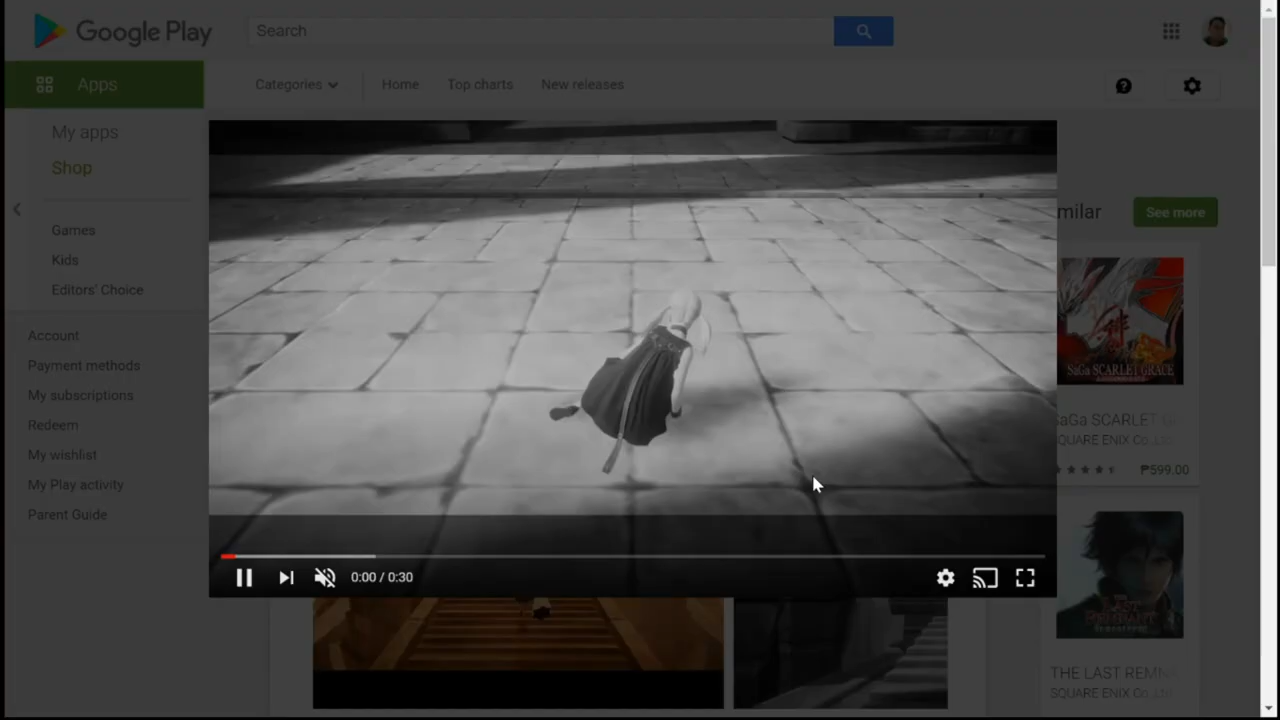 Google Play
Search
Apps
Categories
Home
Top charts
New releases
My apps
Shop
Games
Kids
Editors' Choice
Account
Payment methods
My subscriptions
Redeem
My wishlist
My Play activity
Parent Guide
milar
See more
SaGa SCARLET GRACE
SaGa SCARLET G
SQUARE ENIX Co.,Ltd.
₱599.00
THE LAST REMN
SQUARE ENIX Co.,Ltd.
0:00 / 0:30